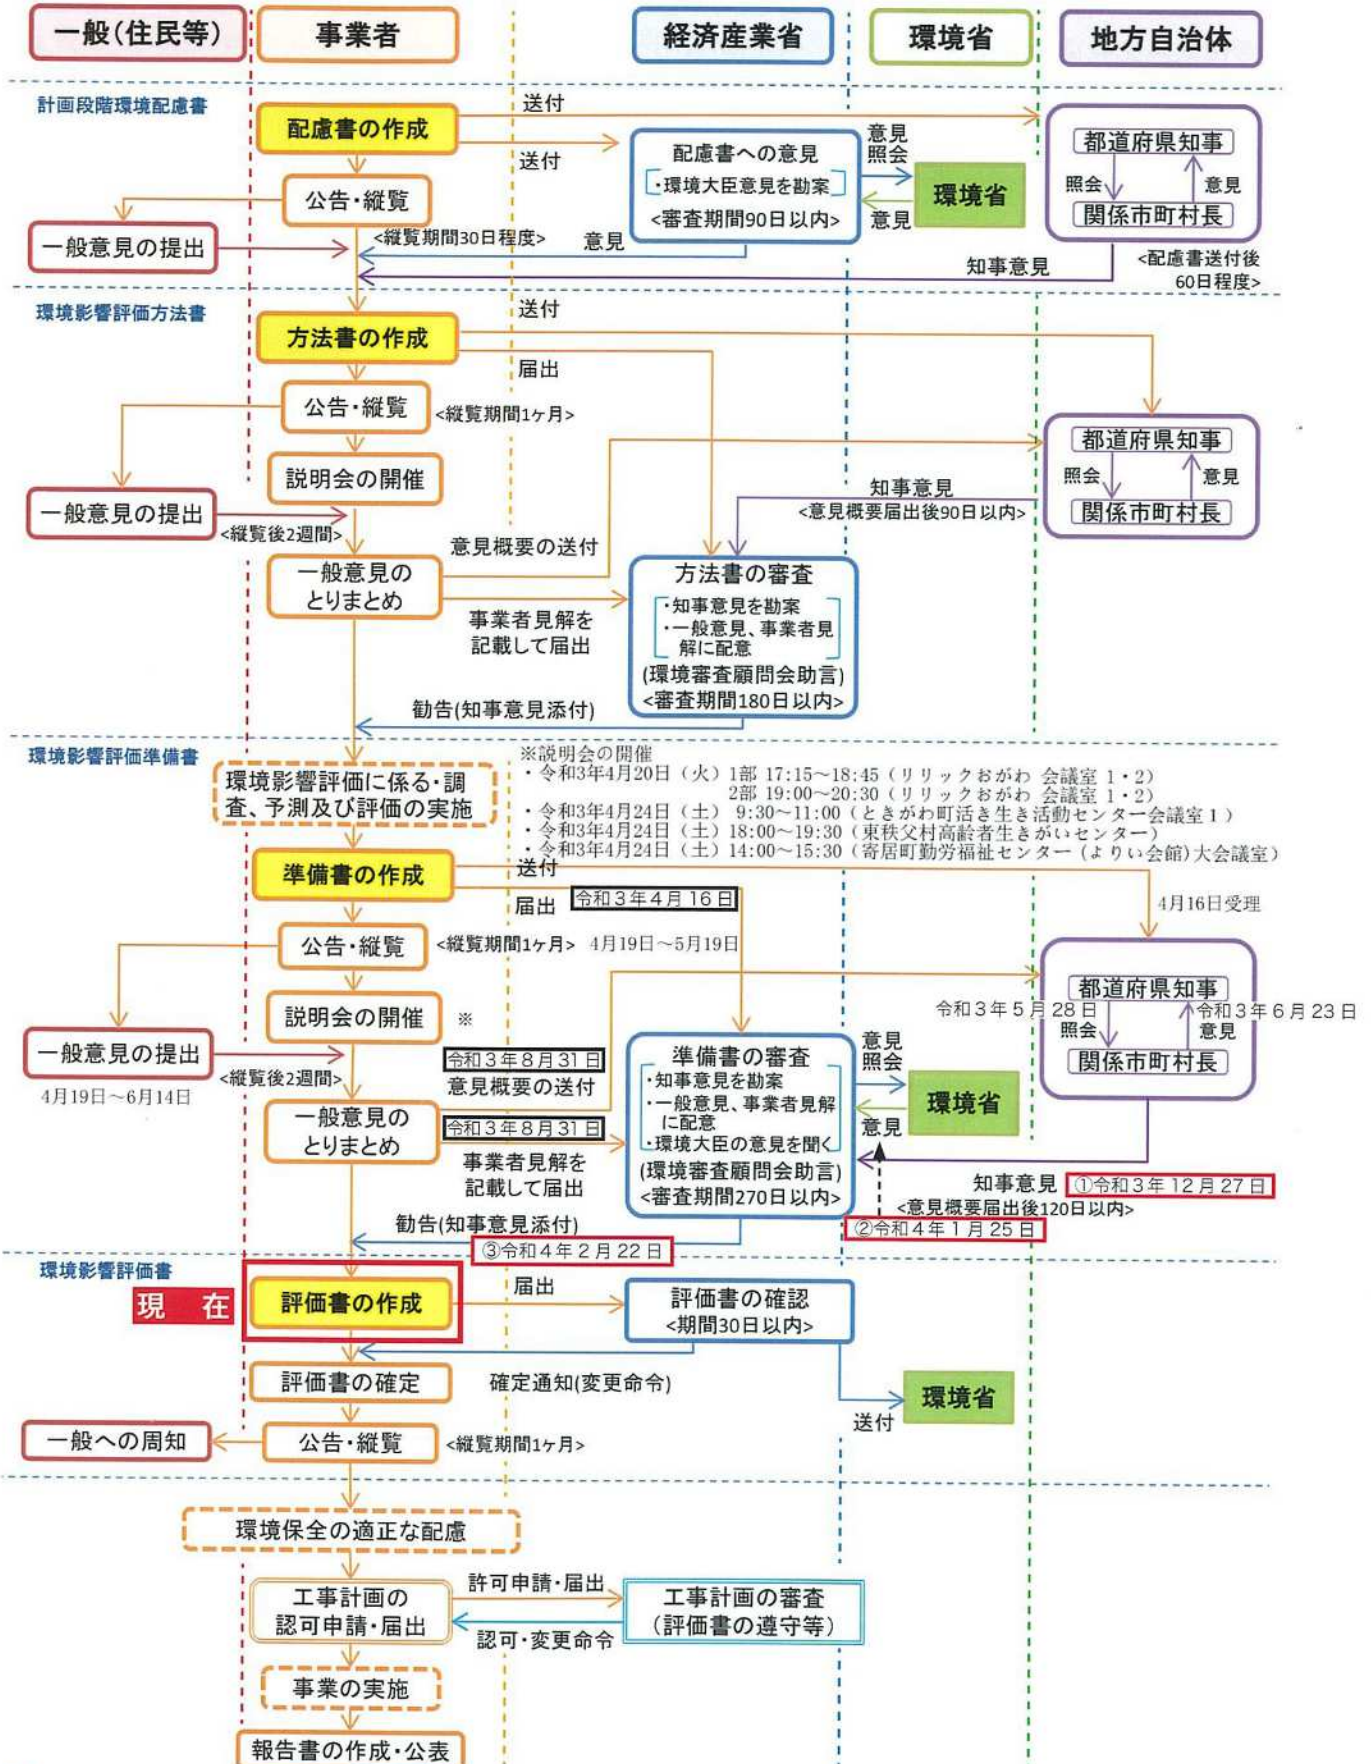 一般(住民等)
事業者
経済産業省
環境省
地方自治体
計画段階環境配慮書
配慮書の作成
送付
送付
公告・縦覧
一般意見の提出
<縦覧期間30日程度>
意見
配慮書への意見
・環境大臣意見を勘案
<審査期間90日以内>
意見
照会
意見
環境省
都道府県知事
照会
意見
関係市町村長
知事意見
<配慮書送付後
60日程度>
環境影響評価方法書
方法書の作成
送付
届出
公告・縦覧
<縦覧期間1ヶ月>
説明会の開催
一般意見の提出
<縦覧後2週間>
一般意見の
とりまとめ
意見概要の送付
事業者見解を
記載して届出
都道府県知事
照会
意見
関係市町村長
知事意見
<意見概要届出後90日以内>
方法書の審査
・知事意見を勘案
・一般意見、事業者見
解に配意
(環境審査顧問会助言)
<審査期間180日以内>
勧告(知事意見添付)
環境影響評価準備書
環境影響評価に係る・調
査、予測及び評価の実施
※説明会の開催
・令和3年4月20日（火）1部 17:15～18:45（リリックおがわ 会議室 1・2）
2部 19:00～20:30（リリックおがわ 会議室 1・2）
・令和3年4月24日（土） 9:30～11:00（ときがわ町活き生き活動センター会議室 1 ）
・令和3年4月24日（土）18:00～19:30（東秩父村高齢者生きがいセンター）
・令和3年4月24日（土）14:00～15:30（寄居町勤労福祉センター（よりい会館）大会議室）
準備書の作成
送付
届出
令和3年4月16日
4月16日受理
公告・縦覧
<縦覧期間1ヶ月> 4月19日～5月19日
説明会の開催
※
一般意見の提出
4月19日～6月14日
<縦覧後2週間>
令和3年8月31日
意見概要の送付
一般意見の
とりまとめ
令和3年8月31日
事業者見解を
記載して届出
準備書の審査
・知事意見を勘案
・一般意見、事業者見解
に配意
・環境大臣の意見を聞く
(環境審査顧問会助言)
<審査期間270日以内>
意見
照会
意見
環境省
都道府県知事
令和3年5月28日
令和3年6月23
照会
意見
関係市町村長
知事意見
①令和3年12月27日
<意見概要届出後120日以内>
②令和4年1月25日
勧告(知事意見添付)
③令和4年2月22日
環境影響評価書
現 在
評価書の作成
届出
評価書の確認
<期間30日以内>
評価書の確定
確定通知(変更命令)
環境省
送付
一般への周知
公告・縦覧
<縦覧期間1ヶ月>
環境保全の適正な配慮
工事計画の
認可申請・届出
許可申請・届出
認可・変更命令
工事計画の審査
(評価書の遵守等)
事業の実施
報告書の作成・公表